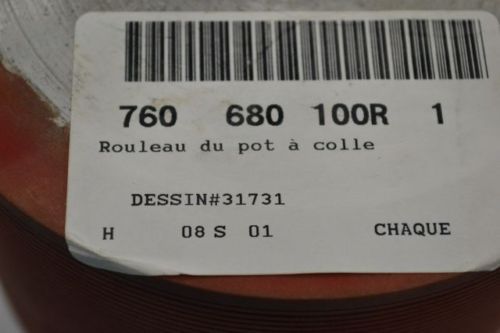 760 680 100R 1
Rouleau du pot à colle
DESSIN#31731
H 08 S 01 CHAQUE